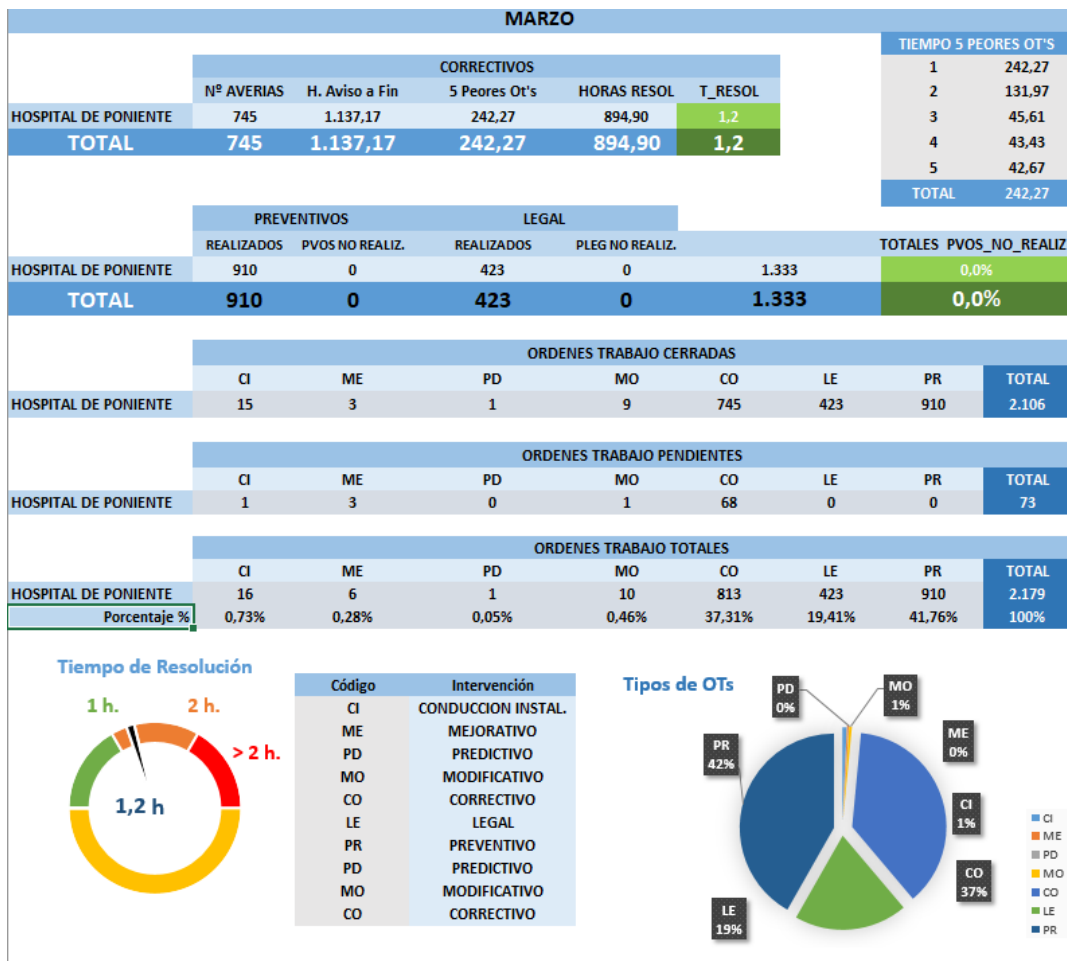 MARZO
TIEMPO 5 PEORES OT'S
1 242,27
2 131,97
3 45,61
4 43,43
5 42,67
TOTAL 242,27
CORRECTIVOS
Nº AVERIAS H. Aviso a Fin 5 Peores Ot's HORAS RESOL T_RESOL
HOSPITAL DE PONIENTE 745 1.137,17 242,27 894,90 1,2
TOTAL 745 1.137,17 242,27 894,90 1,2
PREVENTIVOS LEGAL
REALIZADOS PVOS NO REALIZ. REALIZADOS PLEG NO REALIZ. TOTALES PVOS_NO_REALIZ
HOSPITAL DE PONIENTE 910 0 423 0 1.333 0,0%
TOTAL 910 0 423 0 1.333 0,0%
ORDENES TRABAJO CERRADAS
CI ME PD MO CO LE PR TOTAL
HOSPITAL DE PONIENTE 15 3 1 9 745 423 910 2.106
ORDENES TRABAJO PENDIENTES
CI ME PD MO CO LE PR TOTAL
HOSPITAL DE PONIENTE 1 3 0 1 68 0 0 73
ORDENES TRABAJO TOTALES
CI ME PD MO CO LE PR TOTAL
HOSPITAL DE PONIENTE 16 6 1 10 813 423 910 2.179
Porcentaje % 0,73% 0,28% 0,05% 0,46% 37,31% 19,41% 41,76% 100%
Tiempo de Resolución
1 h.
2 h.
> 2 h.
1,2 h
Código Intervención
CI CONDUCCION INSTAL.
ME MEJORATIVO
PD PREDICTIVO
MO MODIFICATIVO
CO CORRECTIVO
LE LEGAL
PR PREVENTIVO
PD PREDICTIVO
MO MODIFICATIVO
CO CORRECTIVO
Tipos de OTs
PD
0%
MO
1%
ME
0%
PR
42%
CI
1%
CO
37%
LE
19%
CI
ME
PD
MO
CO
LE
PR